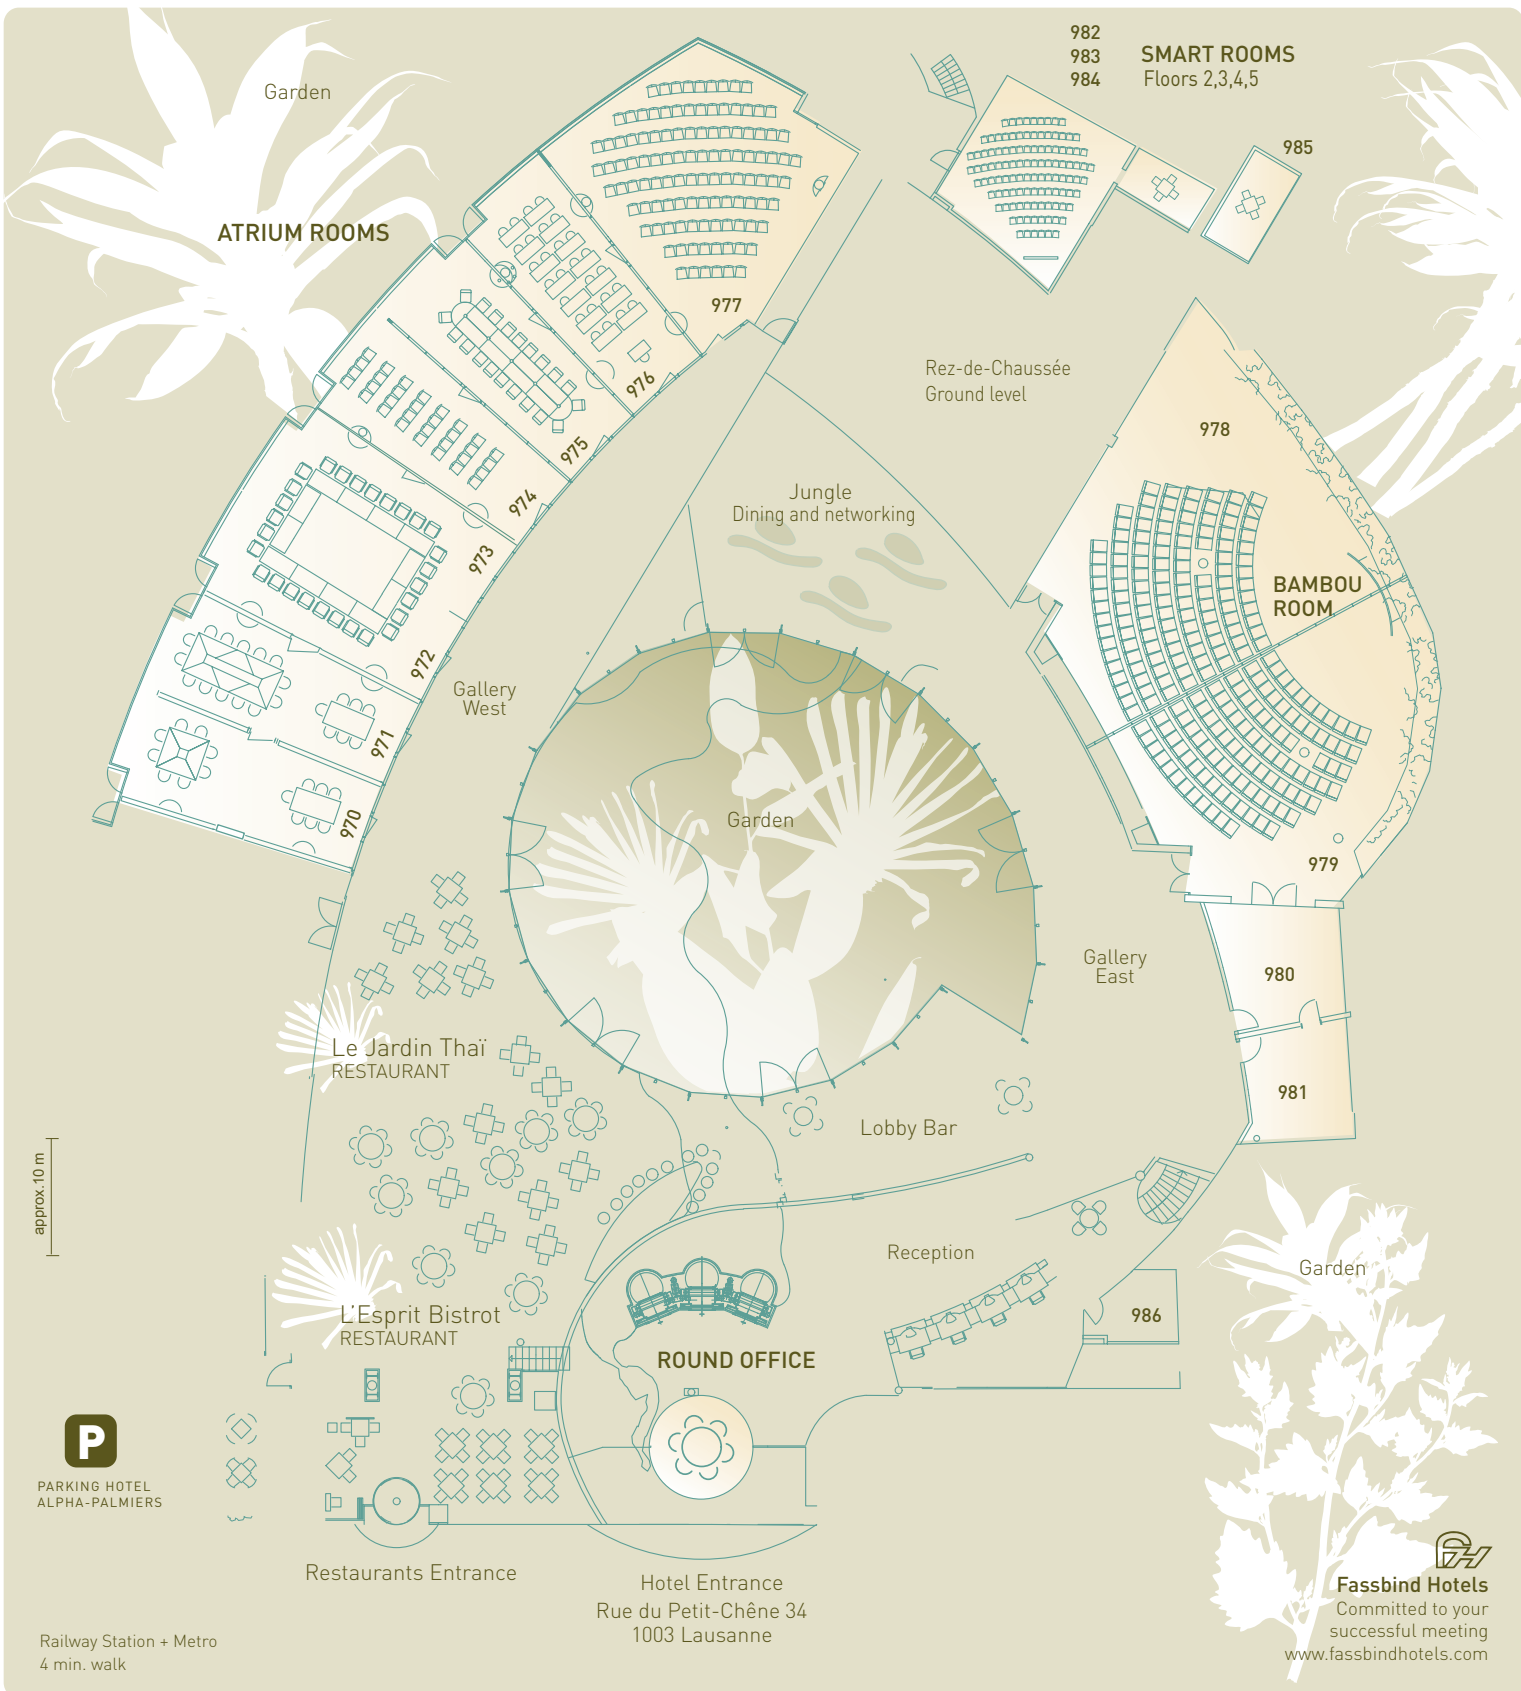 982
983
984
SMART ROOMS
Floors 2,3,4,5
985
Garden
ATRIUM ROOMS
977
976
975
974
973
972
971
970
Rez-de-Chaussée
Ground level
978
Jungle
Dining and networking
BAMBOU
ROOM
Gallery
West
Garden
979
Gallery
East
980
981
Le Jardin Thaï
RESTAURANT
Lobby Bar
approx.10 m
Reception
Garden
L'Esprit Bistrot
RESTAURANT
986
ROUND OFFICE
P
PARKING HOTEL
ALPHA-PALMIERS
Restaurants Entrance
Hotel Entrance
Rue du Petit-Chêne 34
1003 Lausanne
Railway Station + Metro
4 min. walk
FH
Fassbind Hotels
Committed to your
successful meeting
www.fassbindhotels.com